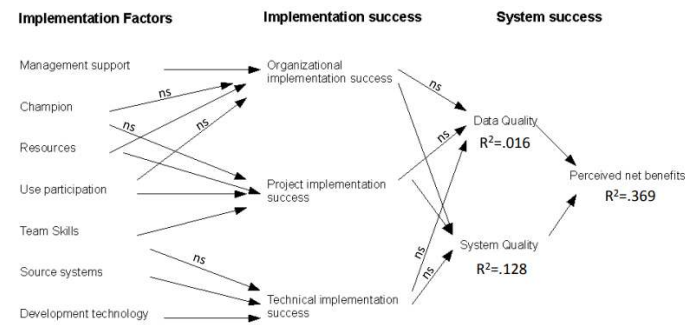 Implementation Factors
Implementation success
System success
Management support
Champion
Resources
Use participation
Team Skills
Source systems
Development technology
Organizational
implementation success
Project implementation
success
Technical implementation
success
Data Quality
R²=.016
System Quality
R²=.128
Perceived net benefits
R²=.369
ns
ns
ns
ns
ns
ns
ns
ns